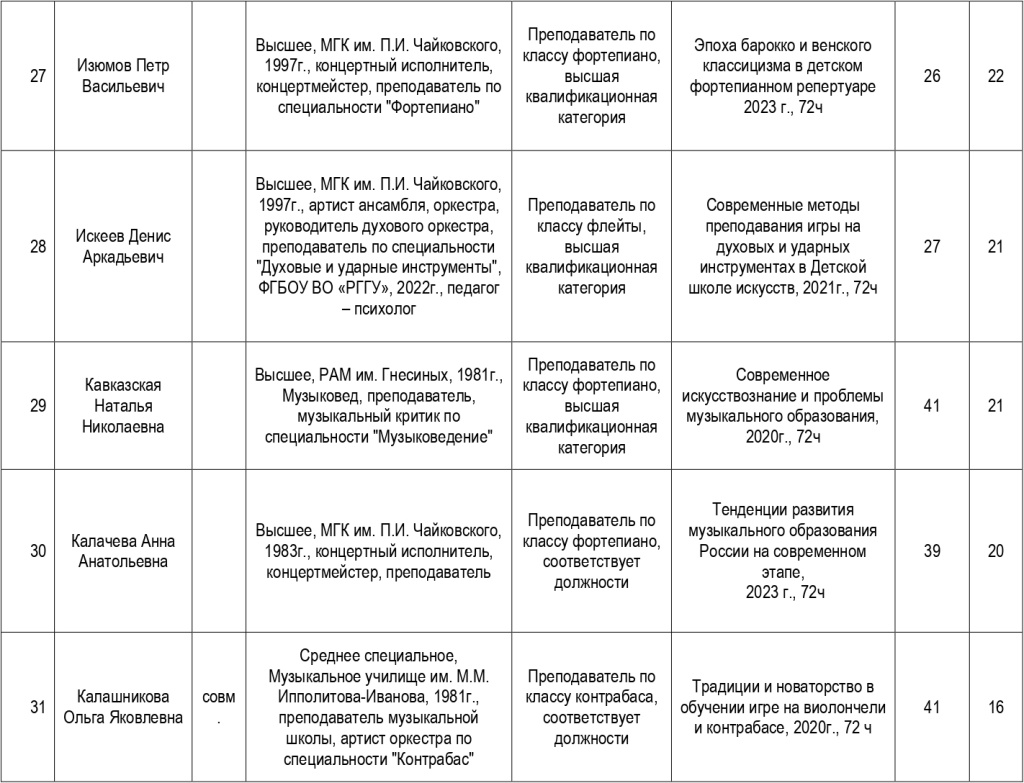 27
Изюмов Петр
Васильевич
Высшее, МГК им. П.И. Чайковского,
1997г., концертный исполнитель,
концертмейстер, преподаватель по
специальности "Фортепиано"
Преподаватель по
классу фортепиано,
высшая
квалификационная
категория
Эпоха барокко и венского
классицизма в детском
фортепианном репертуаре
2023 г., 72ч
26
22
28
Искеев Денис
Аркадьевич
Высшее, МГК им. П.И. Чайковского,
1997г., артист ансамбля, оркестра,
руководитель духового оркестра,
преподаватель по специальности
"Духовые и ударные инструменты",
ФГБОУ ВО «РГГУ», 2022г., педагог
– психолог
Преподаватель по
классу флейты,
высшая
квалификационная
категория
Современные методы
преподавания игры на
духовых и ударных
инструментах в Детской
школе искусств, 2021г., 72ч
27
21
29
Кавказская
Наталья
Николаевна
Высшее, РАМ им. Гнесиных, 1981г.,
Музыковед, преподаватель,
музыкальный критик по
специальности "Музыковедение"
Преподаватель по
классу фортепиано,
высшая
квалификационная
категория
Современное
искусствознание и проблемы
музыкального образования,
2020г., 72ч
41
21
30
Калачева Анна
Анатольевна
Высшее, МГК им. П.И. Чайковского,
1983г., концертный исполнитель,
концертмейстер, преподаватель
Преподаватель по
классу фортепиано,
соответствует
должности
Тенденции развития
музыкального образования
России на современном
этапе,
2023 г., 72ч
39
20
31
Калашникова
Ольга Яковлевна
совм
.
Среднее специальное,
Музыкальное училище им. М.М.
Ипполитова-Иванова, 1981г.,
преподаватель музыкальной
школы, артист оркестра по
специальности "Контрабас"
Преподаватель по
классу контрабаса,
соответствует
должности
Традиции и новаторство в
обучении игре на виолончели
и контрабасе, 2020г., 72 ч
41
16